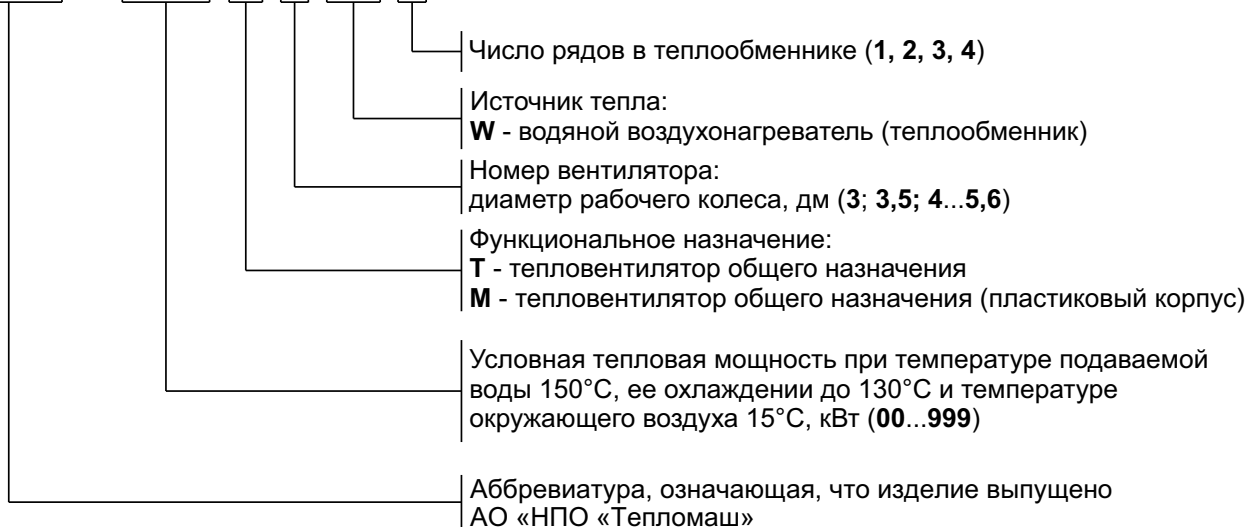 Число рядов в теплообменнике (1, 2, 3, 4)
Источник тепла:
W - водяной воздухонагреватель (теплообменник)
Номер вентилятора:
диаметр рабочего колеса, дм (3; 3,5; 4...5,6)
Функциональное назначение:
Т - тепловентилятор общего назначения
М - тепловентилятор общего назначения (пластиковый корпус)
Условная тепловая мощность при температуре подаваемой
воды 150°С, ее охлаждении до 130°С и температуре
окружающего воздуха 15°С, кВт (00...999)
Аббревиатура, означающая, что изделие выпущено
АО «НПО «Тепломаш»